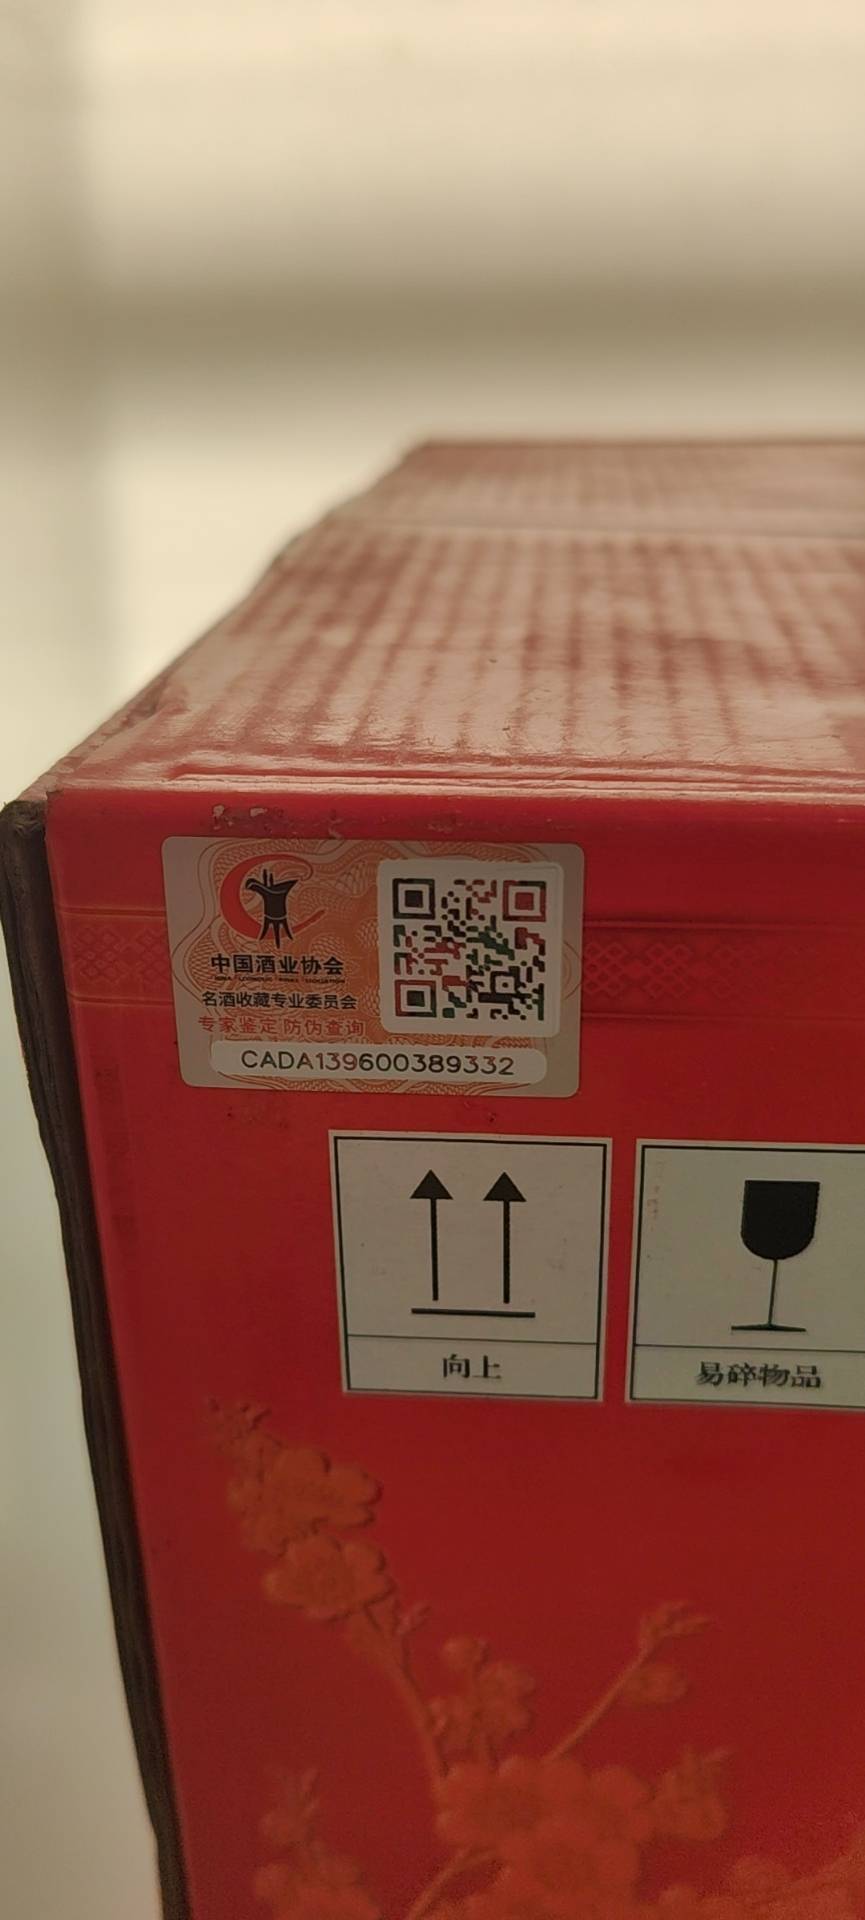 中国酒业协会
名酒收藏专业委员会
专家鉴定 防伪查询
CADA139600389332
向上
易碎物品